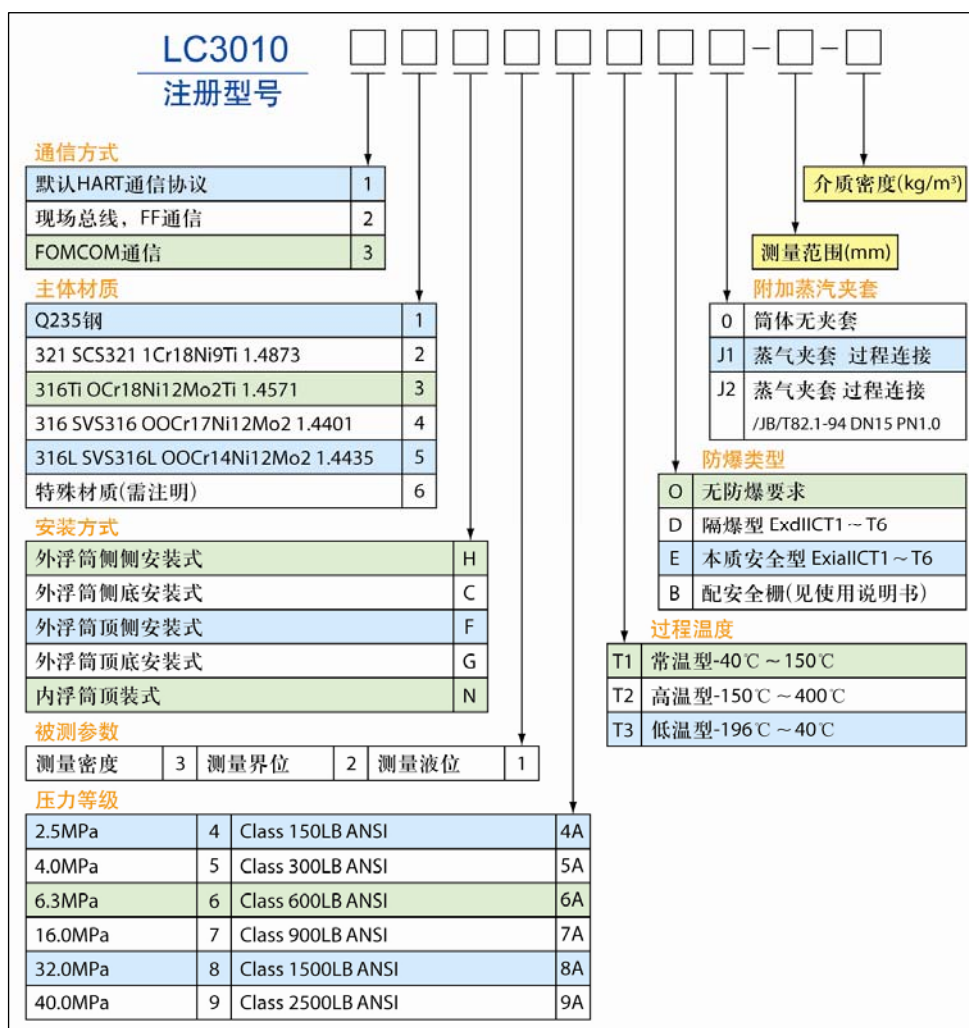 LC3010
注册型号
通信方式
默认HART通信协议 1
现场总线，FF通信 2
FOMCOM通信 3
主体材质
Q235钢 1
321 SCS321 1Cr18Ni9Ti 1.4873 2
316Ti OCr18Ni12Mo2Ti 1.4571 3
316 SVS316 OOCr17Ni12Mo2 1.4401 4
316L SVS316L OOCr14Ni12Mo2 1.4435 5
特殊材质(需注明) 6
安装方式
外浮筒侧侧安装式 H
外浮筒侧底安装式 C
外浮筒顶侧安装式 F
外浮筒顶底安装式 G
内浮筒顶装式 N
被测参数
测量密度 3 测量界位 2 测量液位 1
压力等级
2.5MPa 4 Class 150LB ANSI 4A
4.0MPa 5 Class 300LB ANSI 5A
6.3MPa 6 Class 600LB ANSI 6A
16.0MPa 7 Class 900LB ANSI 7A
32.0MPa 8 Class 1500LB ANSI 8A
40.0MPa 9 Class 2500LB ANSI 9A
介质密度(kg/m³)
测量范围(mm)
附加蒸汽夹套
0 筒体无夹套
J1 蒸气夹套 过程连接
J2 蒸气夹套 过程连接
/JB/T82.1-94 DN15 PN1.0
防爆类型
O 无防爆要求
D 隔爆型 ExdIICT1～T6
E 本质安全型 ExiaIICT1～T6
B 配安全栅(见使用说明书)
过程温度
T1 常温型-40℃～150℃
T2 高温型-150℃～400℃
T3 低温型-196℃～40℃